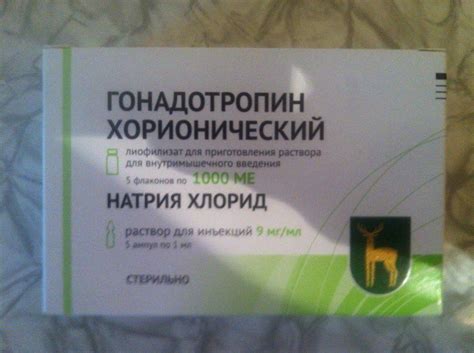 ГОНАДОТРОПИН
ХОРИОНИЧЕСКИЙ
лиофилизат для приготовления раствора
для внутримышечного введения
5 флаконов по 1000 МЕ
НАТРИЯ ХЛОРИД
раствор для инъекций 9 мг/мл
5 ампул по 1 мл
СТЕРИЛЬНО